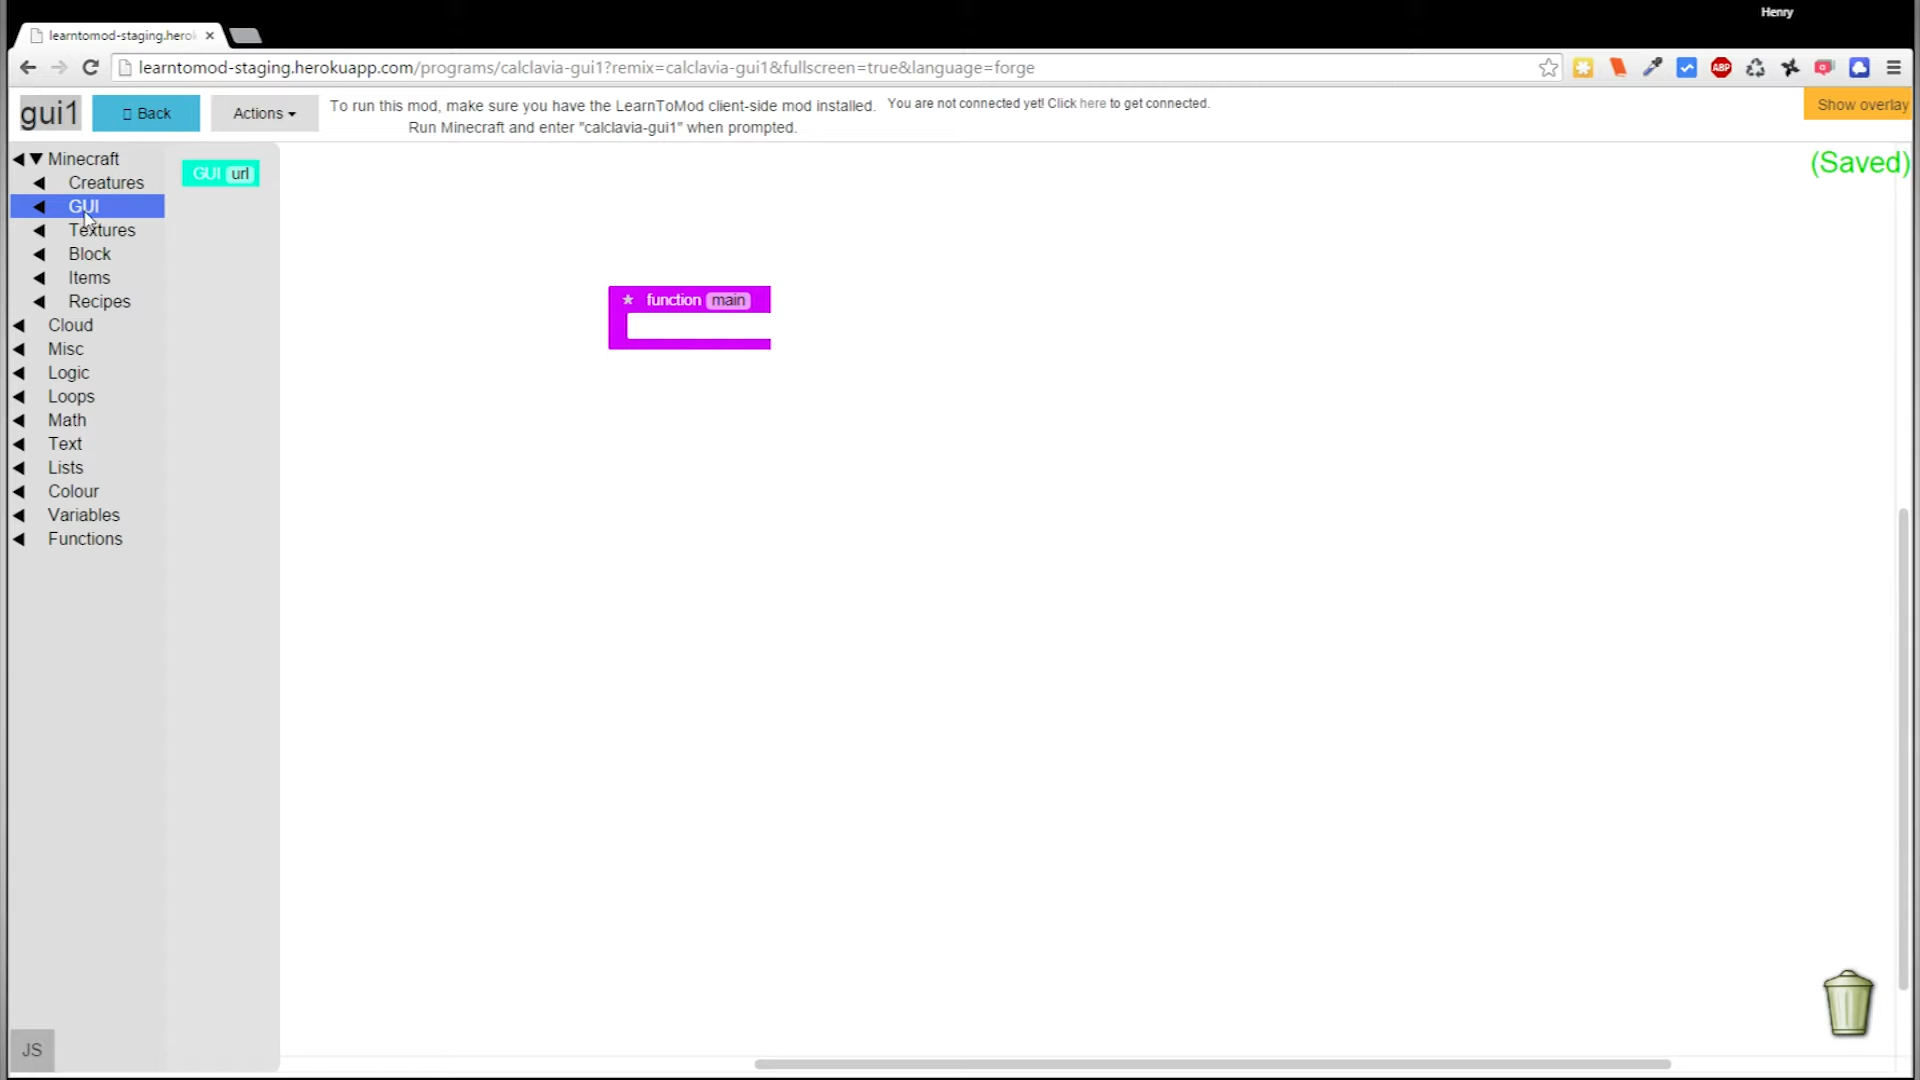 Henry
learntomod-staging.hero
learntomod-staging.herokuapp.com/programs/calclavia-gui1?remix=calclavia-gui1&fullscreen=true&language=forge
ABP
gui1
Back
Actions
To run this mod, make sure you have the LearnToMod client-side mod installed.
Run Minecraft and enter "calclavia-gui1" when prompted.
You are not connected yet! Click here to get connected.
Show overlay
(Saved)
Minecraft
Creatures
GUI
Textures
Block
Items
Recipes
Cloud
Misc
Logic
Loops
Math
Text
Lists
Colour
Variables
Functions
GUI url
function main
JS